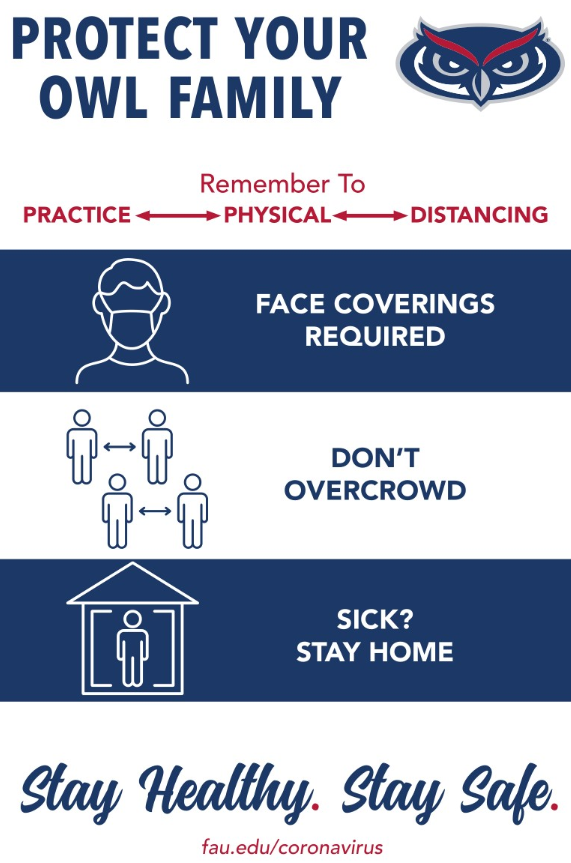 PROTECT YOUR
OWL FAMILY
Remember To
PRACTICE PHYSICAL DISTANCING
FACE COVERINGS
REQUIRED
DON'T
OVERCROWD
SICK?
STAY HOME
Stay Healthy. Stay Safe.
fau.edu/coronavirus